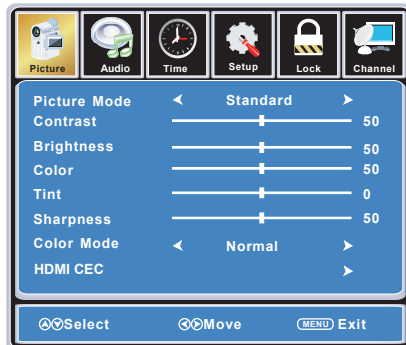 Picture Audio Time Setup Lock Channel
Picture Mode Standard
Contrast 50
Brightness 50
Color 50
Tint 0
Sharpness 50
Color Mode Normal
HDMI CEC
Select Move MENU Exit